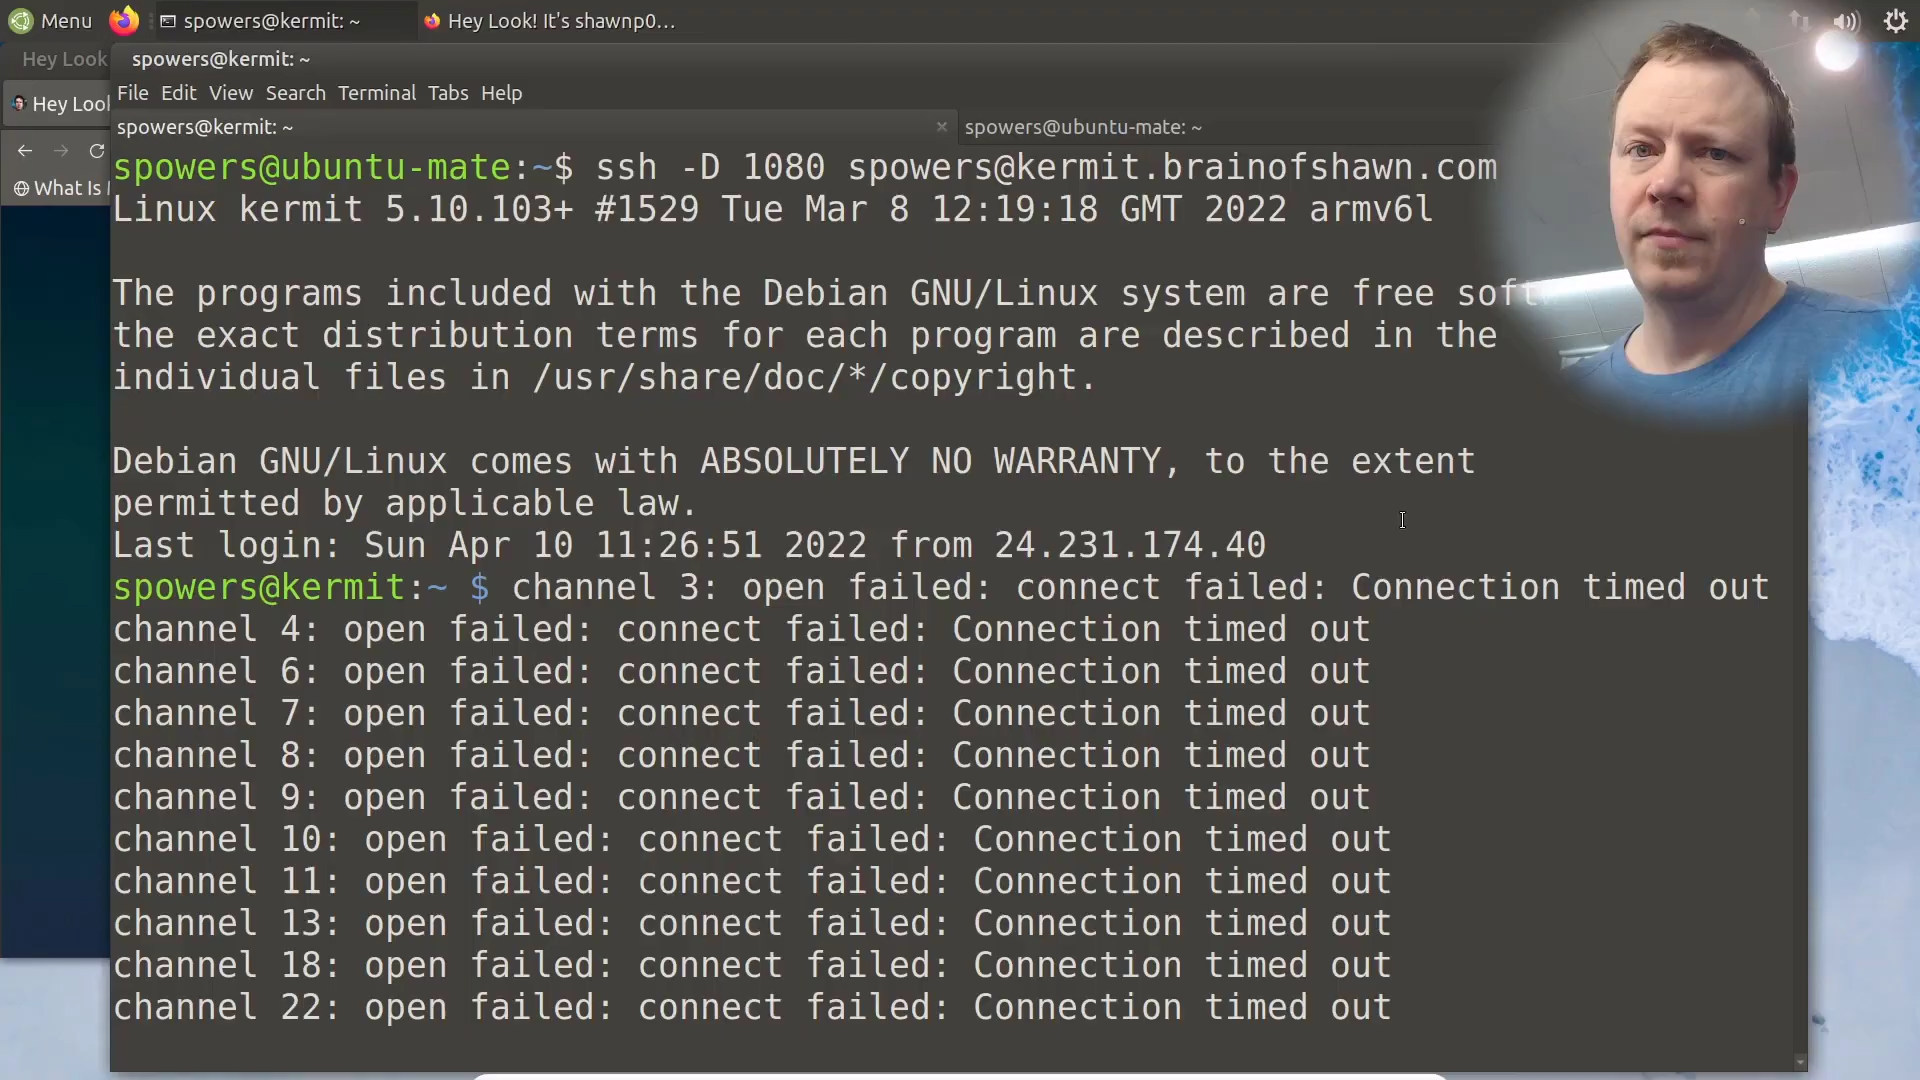 Menu
spowers@kermit: ~
Hey Look! It's shawnp0...
Hey Look
spowers@kermit: ~
Hey Lool
File Edit View Search Terminal Tabs Help
spowers@kermit: ~
spowers@ubuntu-mate: ~
What Is
spowers@ubuntu-mate:~$ ssh -D 1080 spowers@kermit.brainofshawn.com
Linux kermit 5.10.103+ #1529 Tue Mar 8 12:19:18 GMT 2022 armv6l
The programs included with the Debian GNU/Linux system are free soft
the exact distribution terms for each program are described in the
individual files in /usr/share/doc/*/copyright.
Debian GNU/Linux comes with ABSOLUTELY NO WARRANTY, to the extent
permitted by applicable law.
Last login: Sun Apr 10 11:26:51 2022 from 24.231.174.40
spowers@kermit:~ $ channel 3: open failed: connect failed: Connection timed out
channel 4: open failed: connect failed: Connection timed out
channel 6: open failed: connect failed: Connection timed out
channel 7: open failed: connect failed: Connection timed out
channel 8: open failed: connect failed: Connection timed out
channel 9: open failed: connect failed: Connection timed out
channel 10: open failed: connect failed: Connection timed out
channel 11: open failed: connect failed: Connection timed out
channel 13: open failed: connect failed: Connection timed out
channel 18: open failed: connect failed: Connection timed out
channel 22: open failed: connect failed: Connection timed out